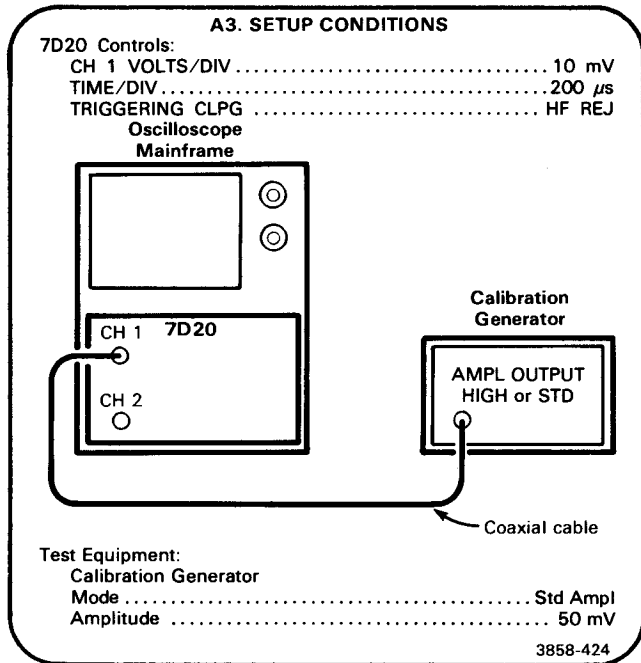 A3. SETUP CONDITIONS
7D20 Controls:
CH 1 VOLTS/DIV ........................................ 10 mV
TIME/DIV .................................................. 200 µs
TRIGGERING CLPG .................................. HF REJ
Oscilloscope
Mainframe
CH 1 7D20
CH 2
Calibration
Generator
AMPL OUTPUT
HIGH or STD
Coaxial cable
Test Equipment:
Calibration Generator
Mode .................................................. Std Ampl
Amplitude .............................................. 50 mV
3858-424